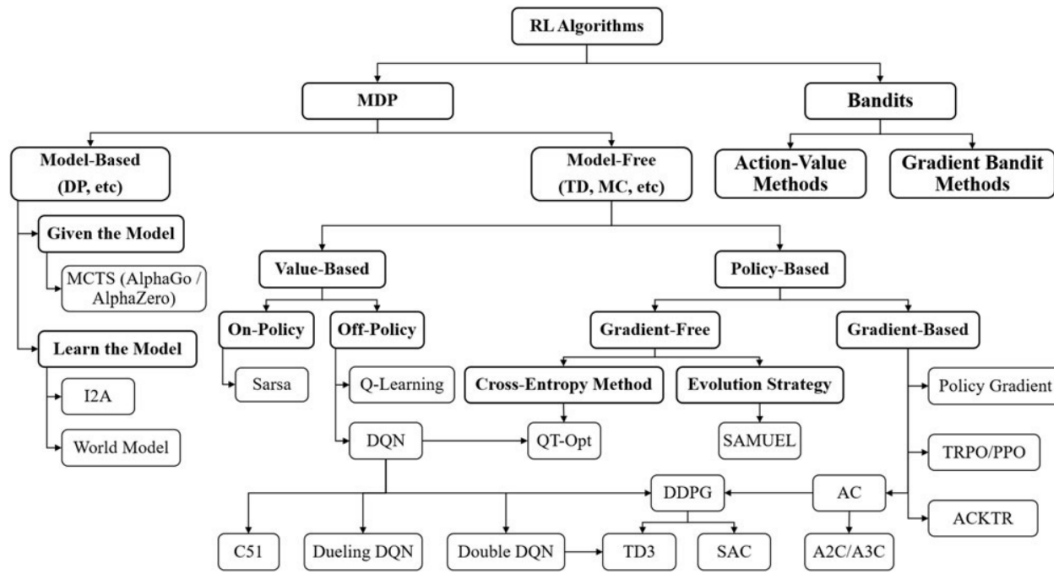 RL Algorithms
MDP
Bandits
Model-Based
(DP, etc)
Model-Free
(TD, MC, etc)
Action-Value
Methods
Gradient Bandit
Methods
Given the Model
MCTS (AlphaGo /
AlphaZero)
Value-Based
Policy-Based
On-Policy
Off-Policy
Gradient-Free
Gradient-Based
Learn the Model
Sarsa
Q-Learning
Cross-Entropy Method
Evolution Strategy
Policy Gradient
I2A
World Model
DQN
QT-Opt
SAMUEL
TRPO/PPO
DDPG
AC
ACKTR
C51
Dueling DQN
Double DQN
TD3
SAC
A2C/A3C